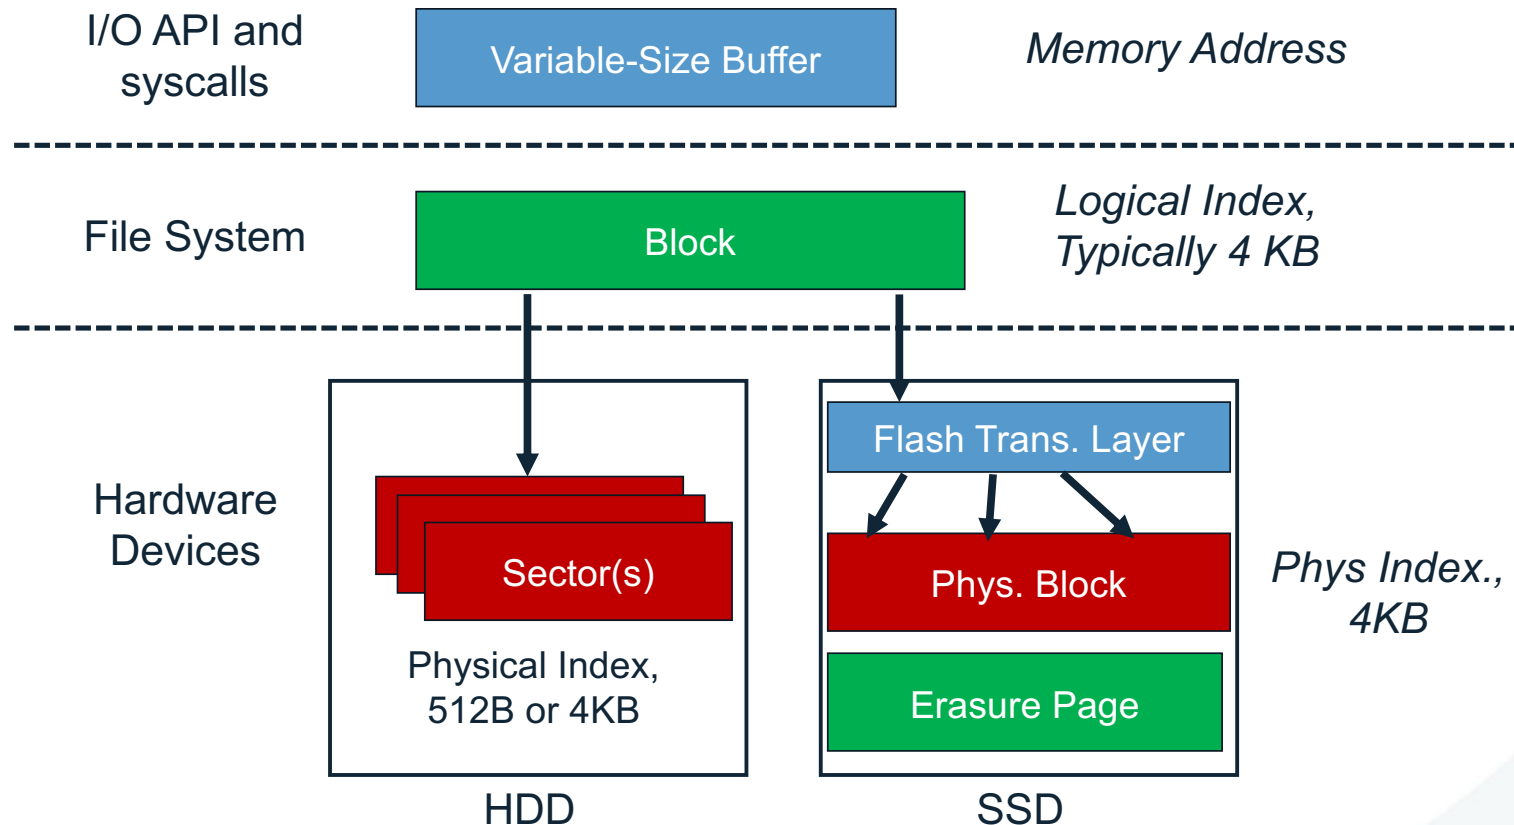 I/O API and
syscalls
Variable-Size Buffer
Memory Address
File System
Block
Logical Index,
Typically 4 KB
Hardware
Devices
Sector(s)
Physical Index,
512B or 4KB
HDD
Flash Trans. Layer
Phys. Block
Erasure Page
SSD
Phys Index.,
4KB